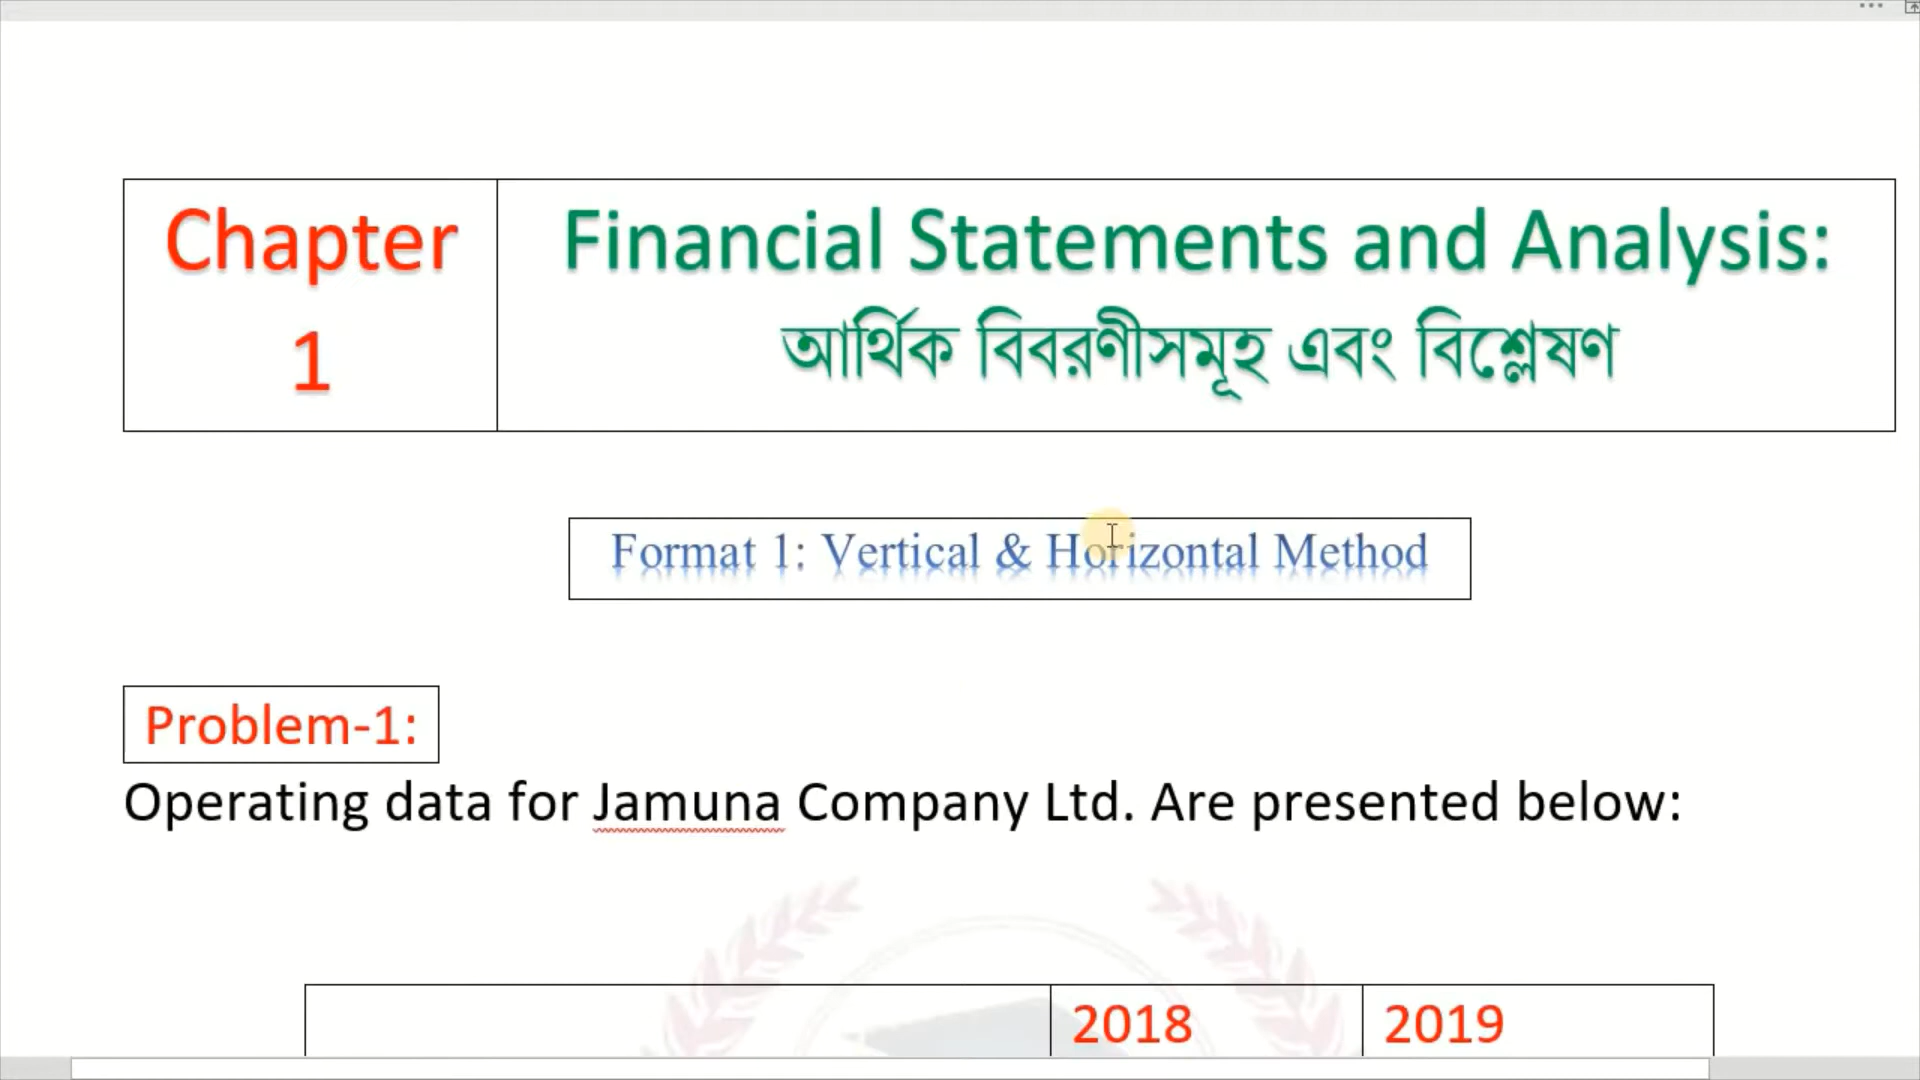 Chapter
1
Financial Statements and Analysis:
আর্থিক বিবরণীসমূহ এবং বিশ্লেষণ
Format 1: Vertical & Horizontal Method
Problem-1:
Operating data for Jamuna Company Ltd. Are presented below:
2018 2019